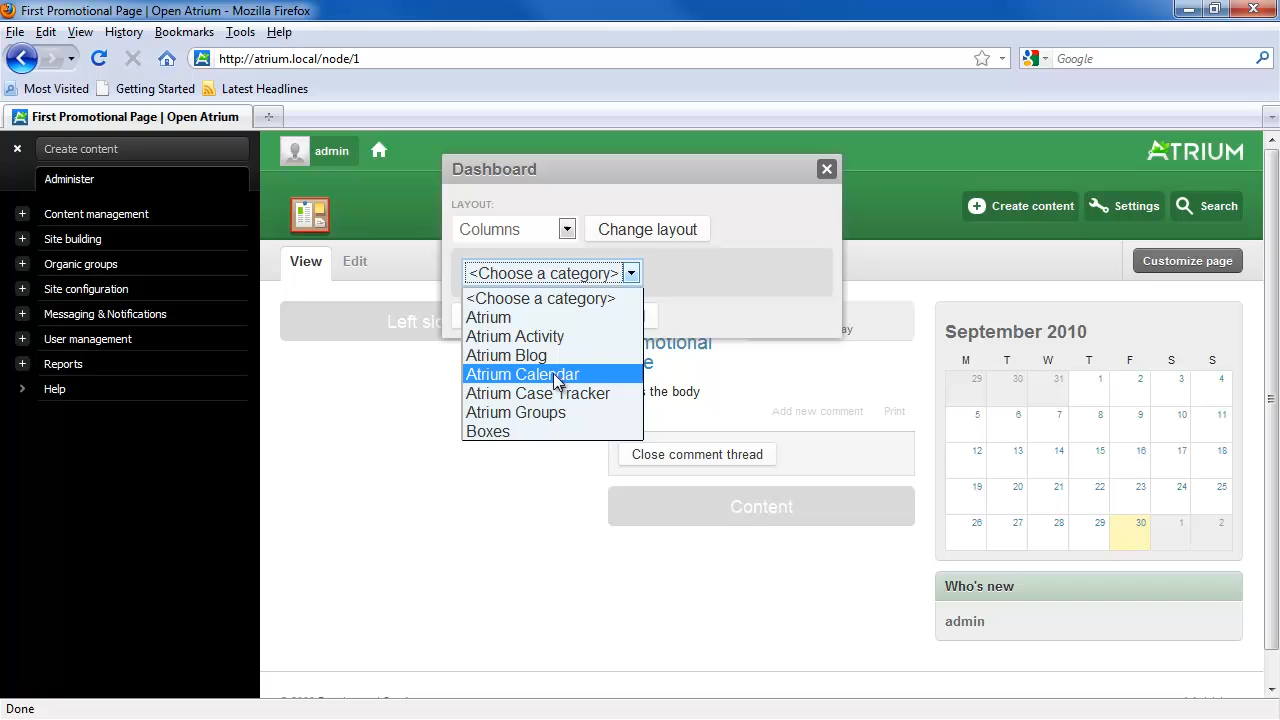 First Promotional Page | Open Atrium - Mozilla Firefox
File Edit View History Bookmarks Tools Help
http://atrium.local/node/1
Google
Most Visited Getting Started Latest Headlines
First Promotional Page | Open Atrium
Create content
Administer
Content management
Site building
Organic groups
Site configuration
Messaging & Notifications
User management
Reports
Help
admin
ATRIUM
Create content Settings Search
View Edit
Customize page
Dashboard
LAYOUT:
Columns Change layout
<Choose a category>
<Choose a category>
Atrium
Atrium Activity
Atrium Blog
Atrium Calendar
Atrium Case Tracker
Atrium Groups
Boxes
Left
the body
Add new comment Print
Close comment thread
Content
September 2010
M T W T F S S
29 30 31 1 2 3 4
5 6 7 8 9 10 11
12 13 14 15 16 17 18
19 20 21 22 23 24 25
26 27 28 29 30 1 2
Who's new
admin
Done